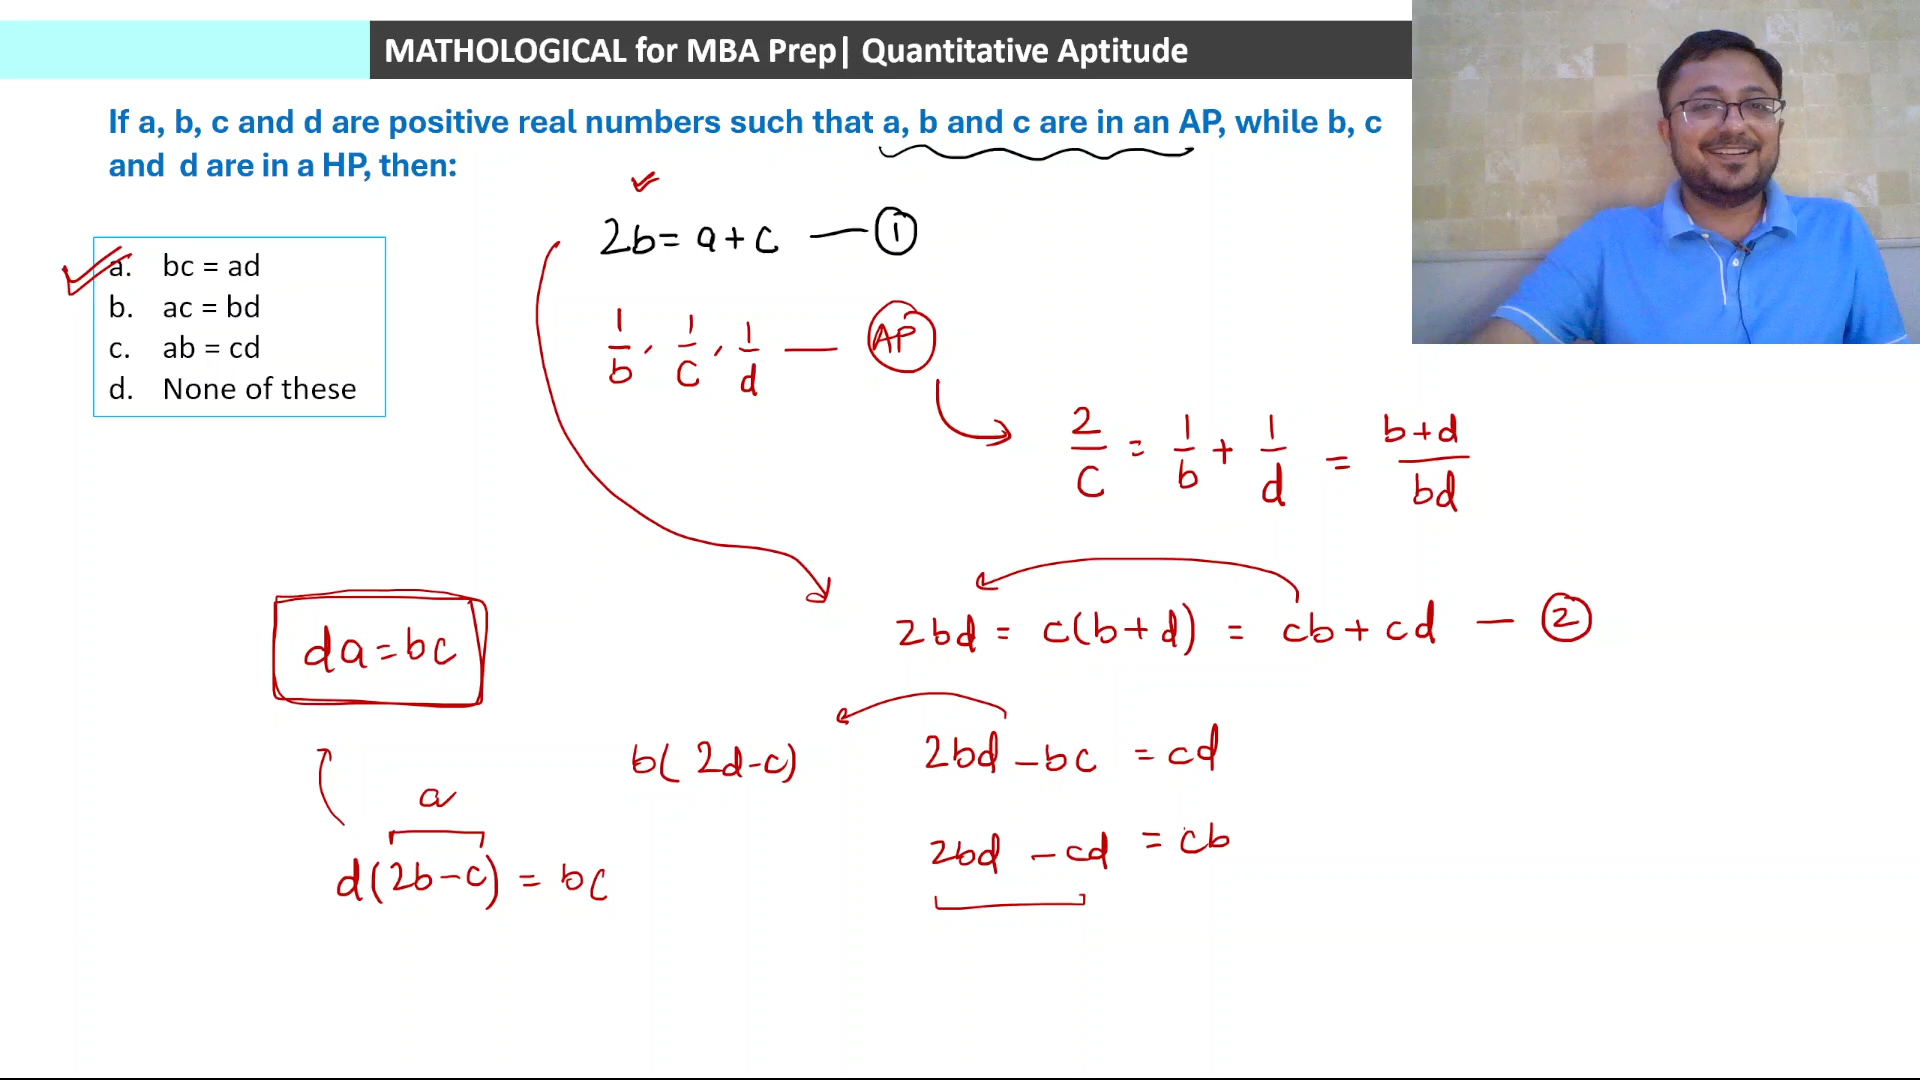 MATHOLOGICAL for MBA Prep| Quantitative Aptitude
If a, b, c and d are positive real numbers such that a, b and c are in an AP, while b, c
and d are in a HP, then:
a. bc = ad
b. ac = bd
c. ab = cd
d. None of these
2b = a + c — ①
1/b, 1/c, 1/d — AP
2/c = 1/b + 1/d = b+d/bd
2bd = c(b+d) = cb + cd — ②
b(2d-c) 2bd - bc = cd
2bd - cd = cb
a
d(2b-c) = bc
da = bc